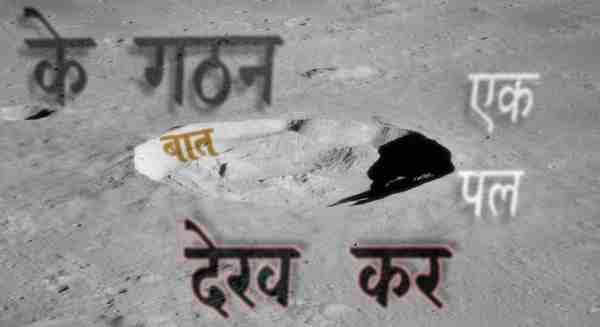 के गठन
एक
बात
पल
देख कर